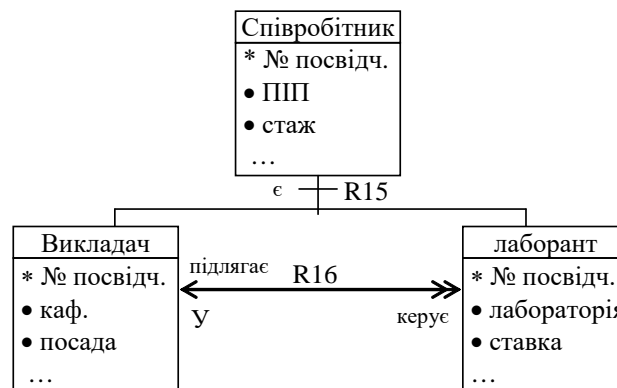 Співробітник
* № посвідч.
• ПІП
• стаж
…
є R15
Викладач
* № посвідч.
• каф.
• посада
…
підлягає R16
У керує
лаборант
* № посвідч.
• лабораторія
• ставка
…